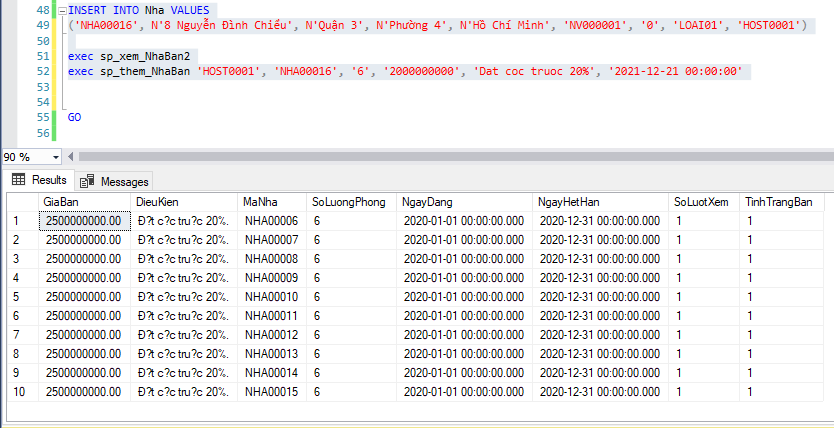 48 INSERT INTO Nha VALUES
49 ('NHA00016', N'8 Nguyễn Đình Chiểu', N'Quận 3', N'Phường 4', N'Hồ Chí Minh', 'NV000001', '0', 'LOAI01', 'HOST0001')
50
51 exec sp_xem_NhaBan2
52 exec sp_them_NhaBan 'HOST0001', 'NHA00016', '6', '2000000000', 'Dat coc truoc 20%', '2021-12-21 00:00:00'
53
54
55 GO
56
90 %
Results Messages
GiaBan DieuKien MaNha SoLuongPhong NgayDang NgayHetHan SoLuotXem TinhTrangBan
1 2500000000.00 Đ?t c?c tru?c 20%. NHA00006 6 2020-01-01 00:00:00.000 2020-12-31 00:00:00.000 1 1
2 2500000000.00 Đ?t c?c tru?c 20%. NHA00007 6 2020-01-01 00:00:00.000 2020-12-31 00:00:00.000 1 1
3 2500000000.00 Đ?t c?c tru?c 20%. NHA00008 6 2020-01-01 00:00:00.000 2020-12-31 00:00:00.000 1 1
4 2500000000.00 Đ?t c?c tru?c 20%. NHA00009 6 2020-01-01 00:00:00.000 2020-12-31 00:00:00.000 1 1
5 2500000000.00 Đ?t c?c tru?c 20%. NHA00010 6 2020-01-01 00:00:00.000 2020-12-31 00:00:00.000 1 1
6 2500000000.00 Đ?t c?c tru?c 20%. NHA00011 6 2020-01-01 00:00:00.000 2020-12-31 00:00:00.000 1 1
7 2500000000.00 Đ?t c?c tru?c 20%. NHA00012 6 2020-01-01 00:00:00.000 2020-12-31 00:00:00.000 1 1
8 2500000000.00 Đ?t c?c tru?c 20%. NHA00013 6 2020-01-01 00:00:00.000 2020-12-31 00:00:00.000 1 1
9 2500000000.00 Đ?t c?c tru?c 20%. NHA00014 6 2020-01-01 00:00:00.000 2020-12-31 00:00:00.000 1 1
10 2500000000.00 Đ?t c?c tru?c 20%. NHA00015 6 2020-01-01 00:00:00.000 2020-12-31 00:00:00.000 1 1